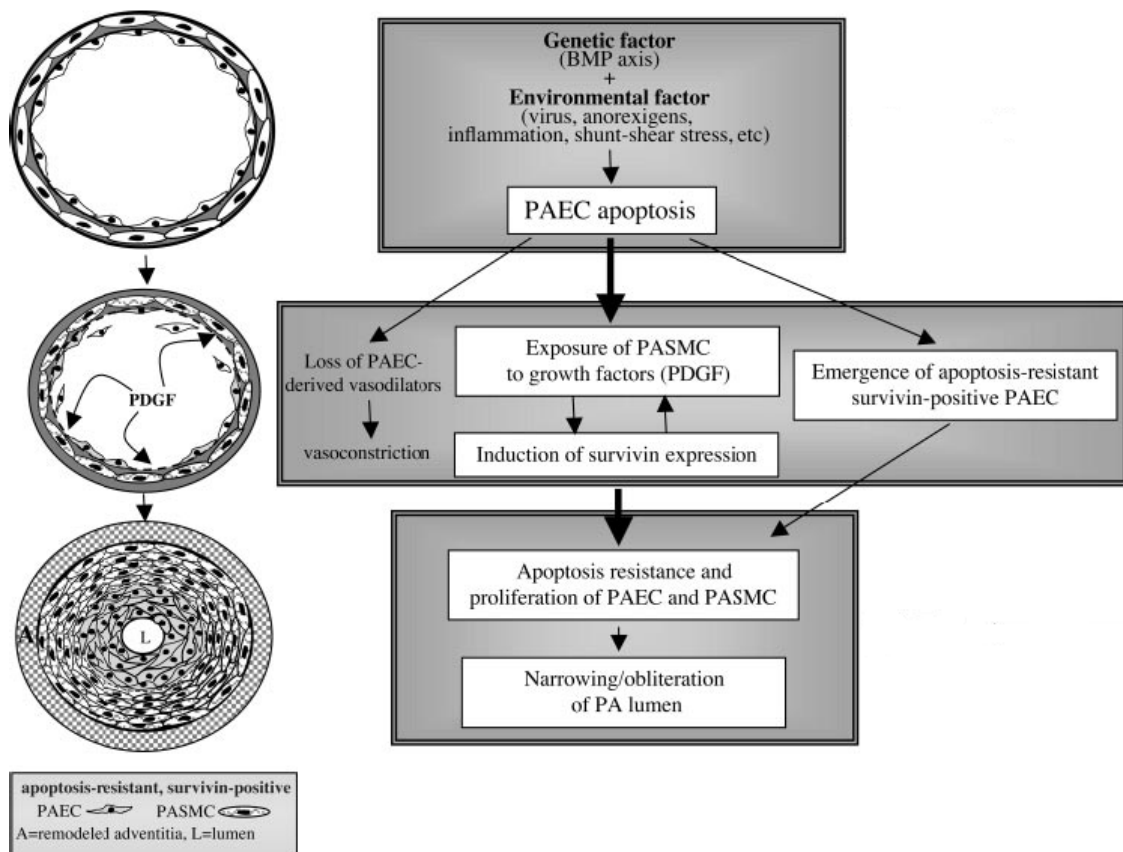 Genetic factor
(BMP axis)
+
Environmental factor
(virus, anorexigens,
inflammation, shunt-shear stress, etc)
PAEC apoptosis
Loss of PAEC-
derived vasodilators
vasoconstriction
Exposure of PASMC
to growth factors (PDGF)
Induction of survivin expression
Emergence of apoptosis-resistant
survivin-positive PAEC
PDGF
Apoptosis resistance and
proliferation of PAEC and PASMC
Narrowing/obliteration
of PA lumen
A
L
apoptosis-resistant, survivin-positive
PAEC PASMC
A=remodeled adventitia, L=lumen